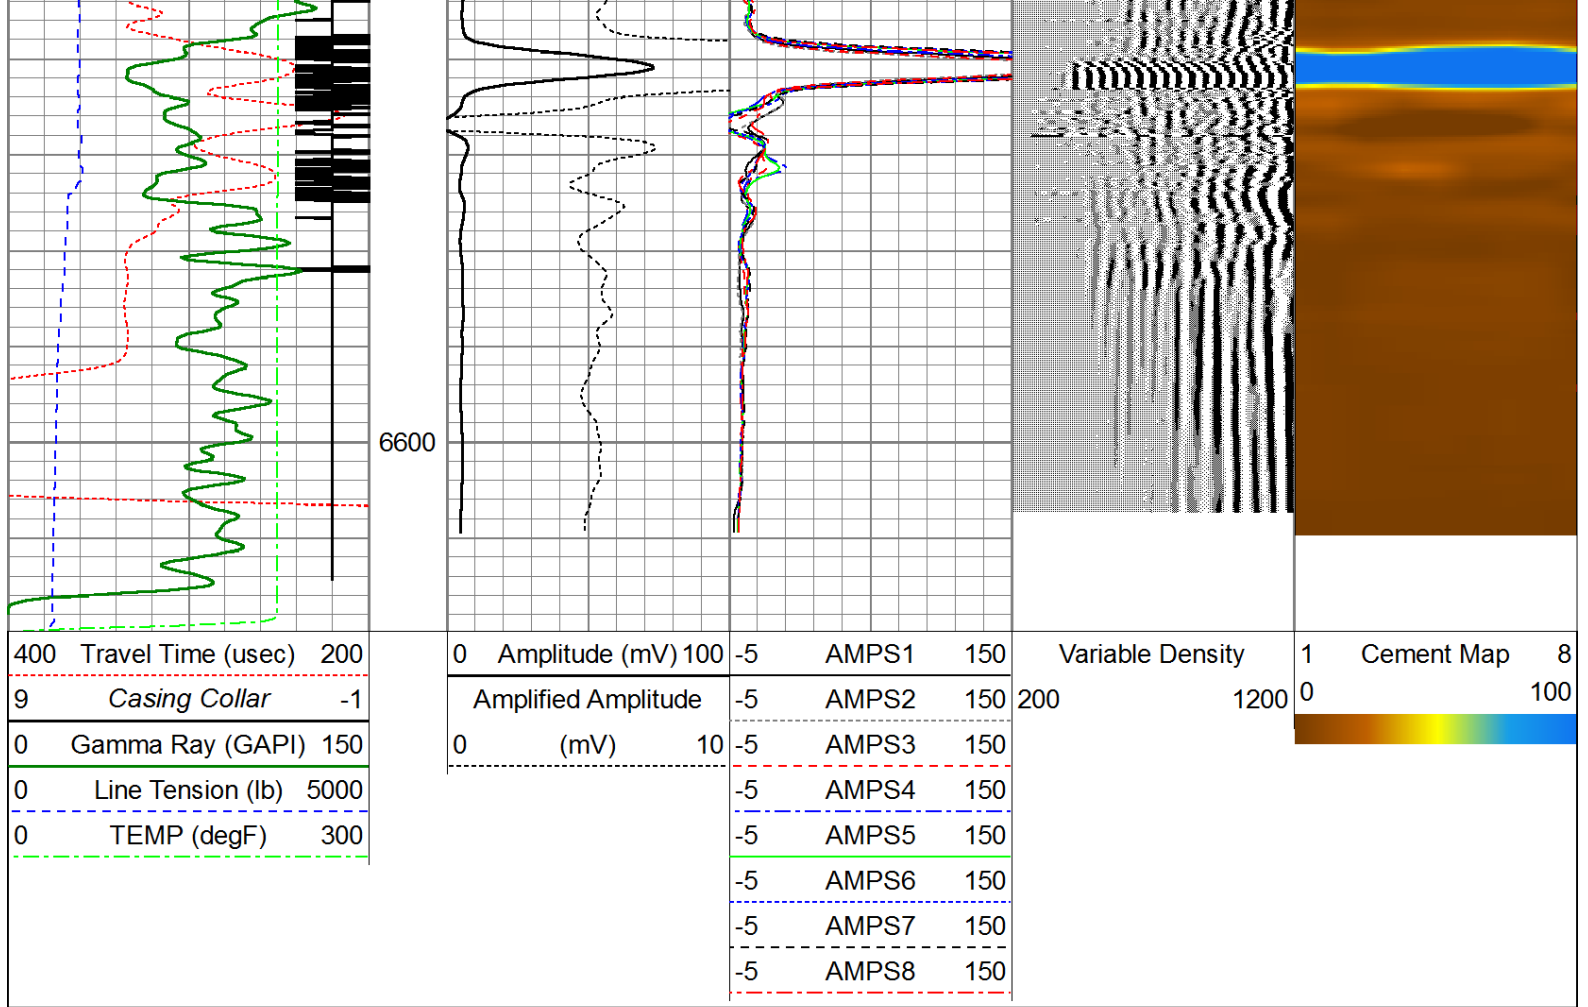 6600
400 Travel Time (usec) 200
9 Casing Collar -1
0 Gamma Ray (GAPI) 150
0 Line Tension (lb) 5000
0 TEMP (degF) 300
0 Amplitude (mV) 100
Amplified Amplitude
0 (mV) 10
-5 AMPS1 150
-5 AMPS2 150
-5 AMPS3 150
-5 AMPS4 150
-5 AMPS5 150
-5 AMPS6 150
-5 AMPS7 150
-5 AMPS8 150
Variable Density
200 1200
1 Cement Map 8
0 100